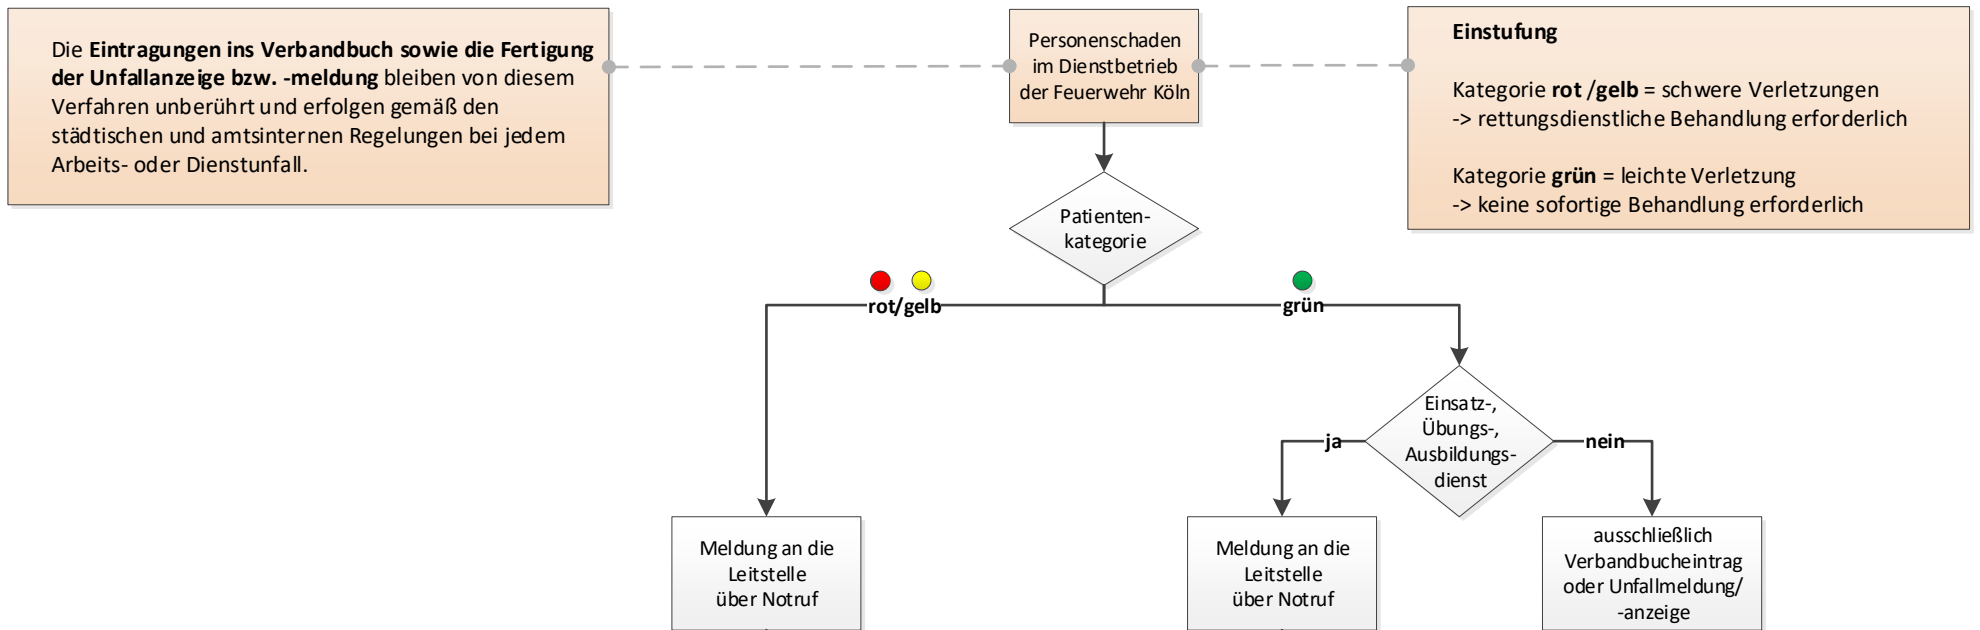 Die Eintragungen ins Verbandbuch sowie die Fertigung
der Unfallanzeige bzw. -meldung bleiben von diesem
Verfahren unberührt und erfolgen gemäß den
städtischen und amtsinternen Regelungen bei jedem
Arbeits- oder Dienstunfall.
Personenschaden
im Dienstbetrieb
der Feuerwehr Köln
Einstufung
Kategorie rot /gelb = schwere Verletzungen
-> rettungsdienstliche Behandlung erforderlich
Kategorie grün = leichte Verletzung
-> keine sofortige Behandlung erforderlich
Patienten-
kategorie
rot/gelb
grün
Einsatz-,
Übungs-,
Ausbildungs-
dienst
ja
nein
Meldung an die
Leitstelle
über Notruf
Meldung an die
Leitstelle
über Notruf
ausschließlich
Verbandbucheintrag
oder Unfallmeldung/
-anzeige